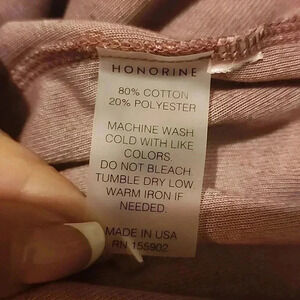 HONORINE
80% COTTON
20% POLYESTER
MACHINE WASH
COLD WITH LIKE
COLORS.
DO NOT BLEACH
TUMBLE DRY LOW
WARM IRON IF
NEEDED.
MADE IN USA
RN 155902